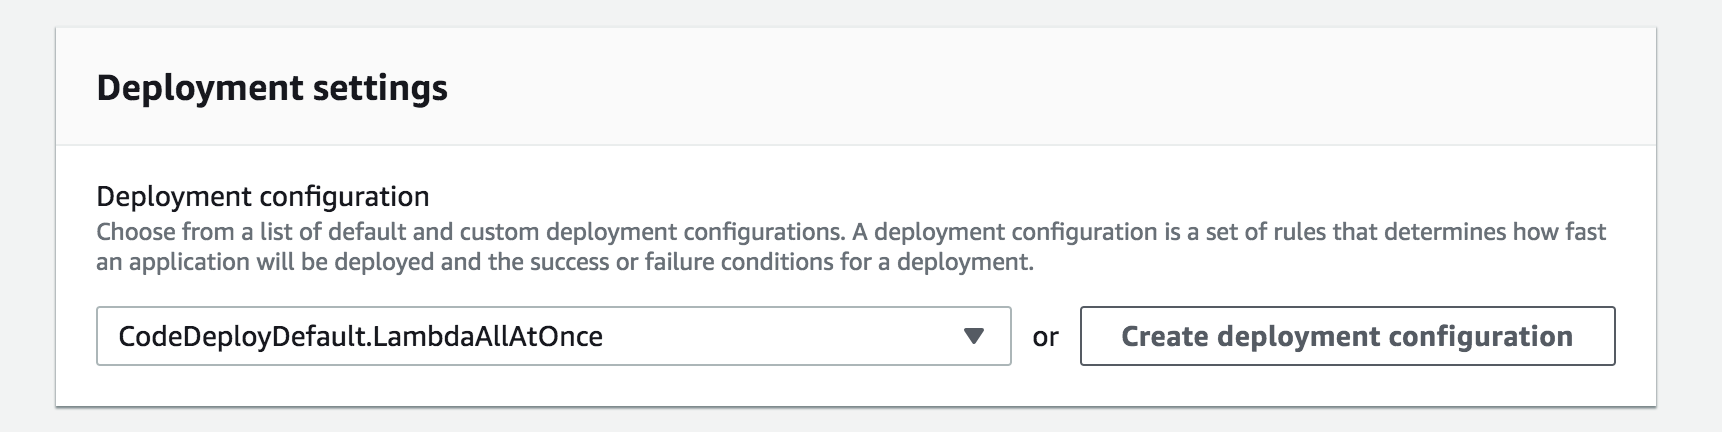 Deployment settings
Deployment configuration
Choose from a list of default and custom deployment configurations. A deployment configuration is a set of rules that determines how fast
an application will be deployed and the success or failure conditions for a deployment.
CodeDeployDefault.LambdaAllAtOnce or Create deployment configuration